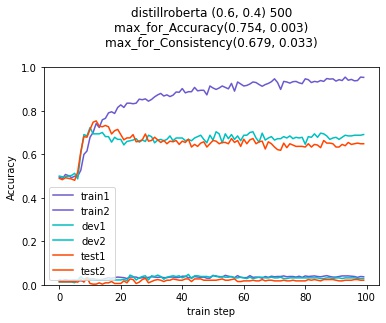 distillroberta (0.6, 0.4) 500
max_for_Accuracy(0.754, 0.003)
max_for_Consistency(0.679, 0.033)
1.0
0.8
0.6
0.4
0.2
0.0
Accuracy
train1
train2
dev1
dev2
test1
test2
0
20
40
60
80
100
train step